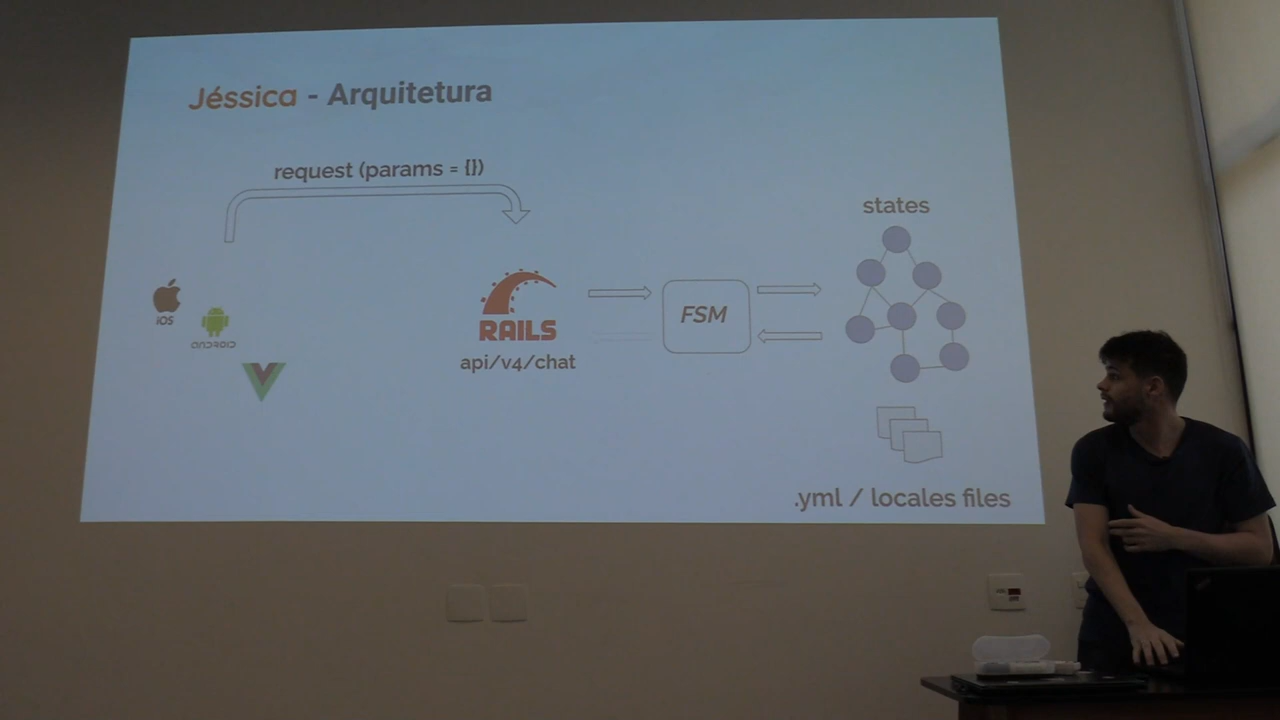 Jéssica - Arquitetura
request (params = {})
states
iOS
ANDROID
RAILS
FSM
api/v4/chat
.yml / locales files